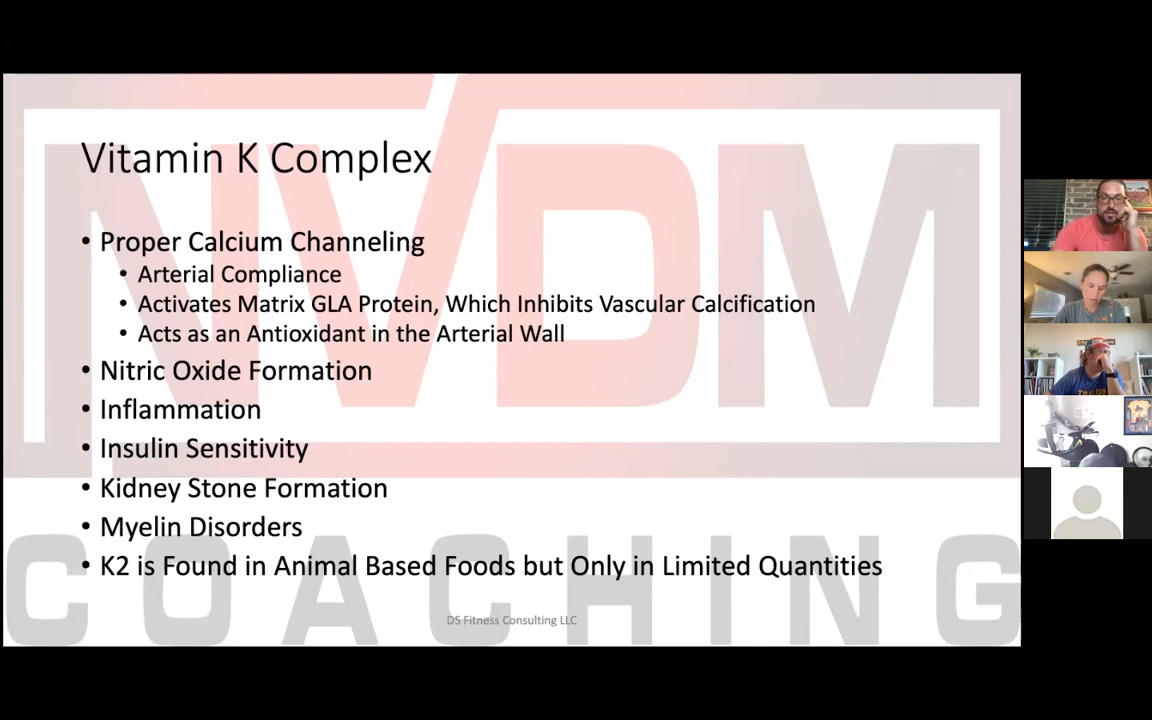 Vitamin K Complex
• Proper Calcium Channeling
• Arterial Compliance
• Activates Matrix GLA Protein, Which Inhibits Vascular Calcification
• Acts as an Antioxidant in the Arterial Wall
• Nitric Oxide Formation
• Inflammation
• Insulin Sensitivity
• Kidney Stone Formation
• Myelin Disorders
• K2 is Found in Animal Based Foods but Only in Limited Quantities
DS Fitness Consulting LLC
NVDM
COACHING